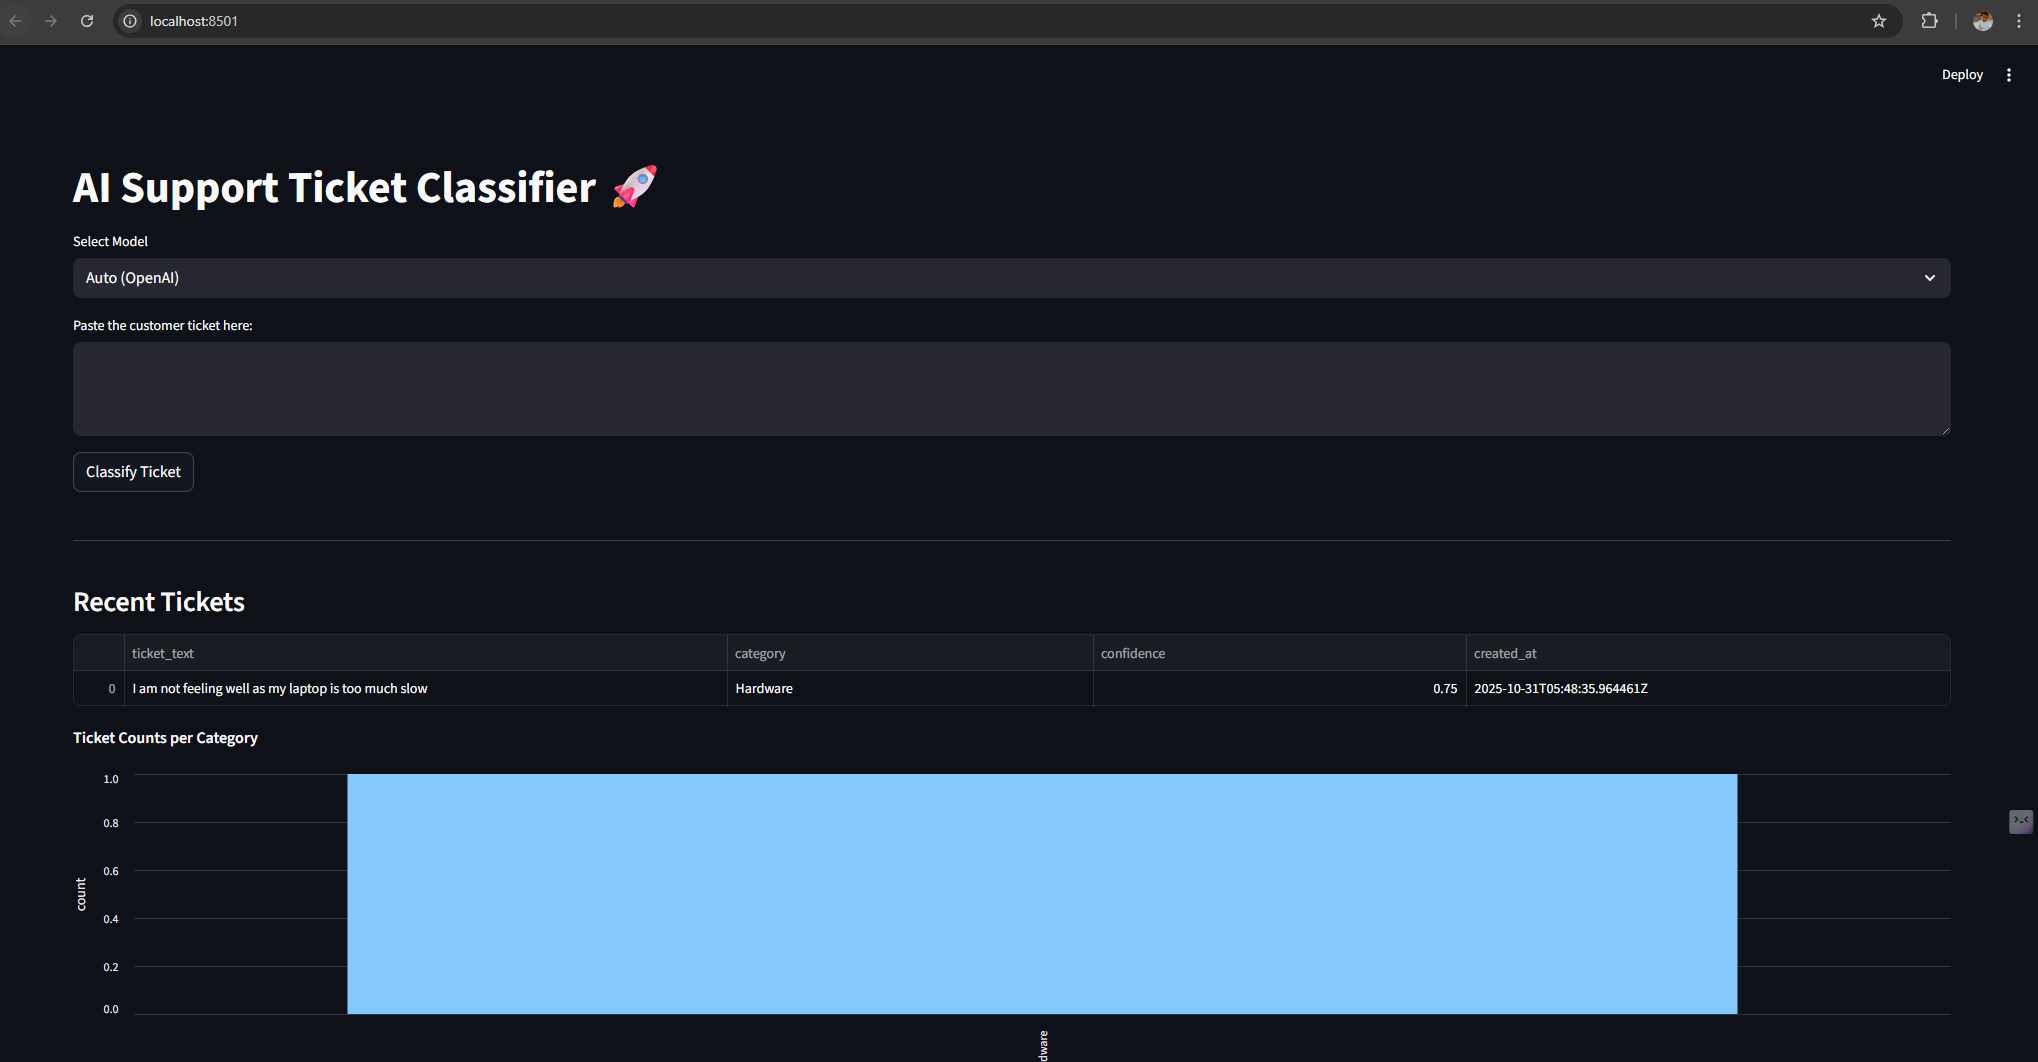 localhost:8501
Deploy
AI Support Ticket Classifier 🚀
Select Model
Auto (OpenAI)
Paste the customer ticket here:
Classify Ticket
Recent Tickets
ticket_text category confidence created_at
0 I am not feeling well as my laptop is too much slow Hardware 0.75 2025-10-31T05:48:35.964461Z
Ticket Counts per Category
1.0
0.8
0.6
0.4
0.2
0.0
count
dware